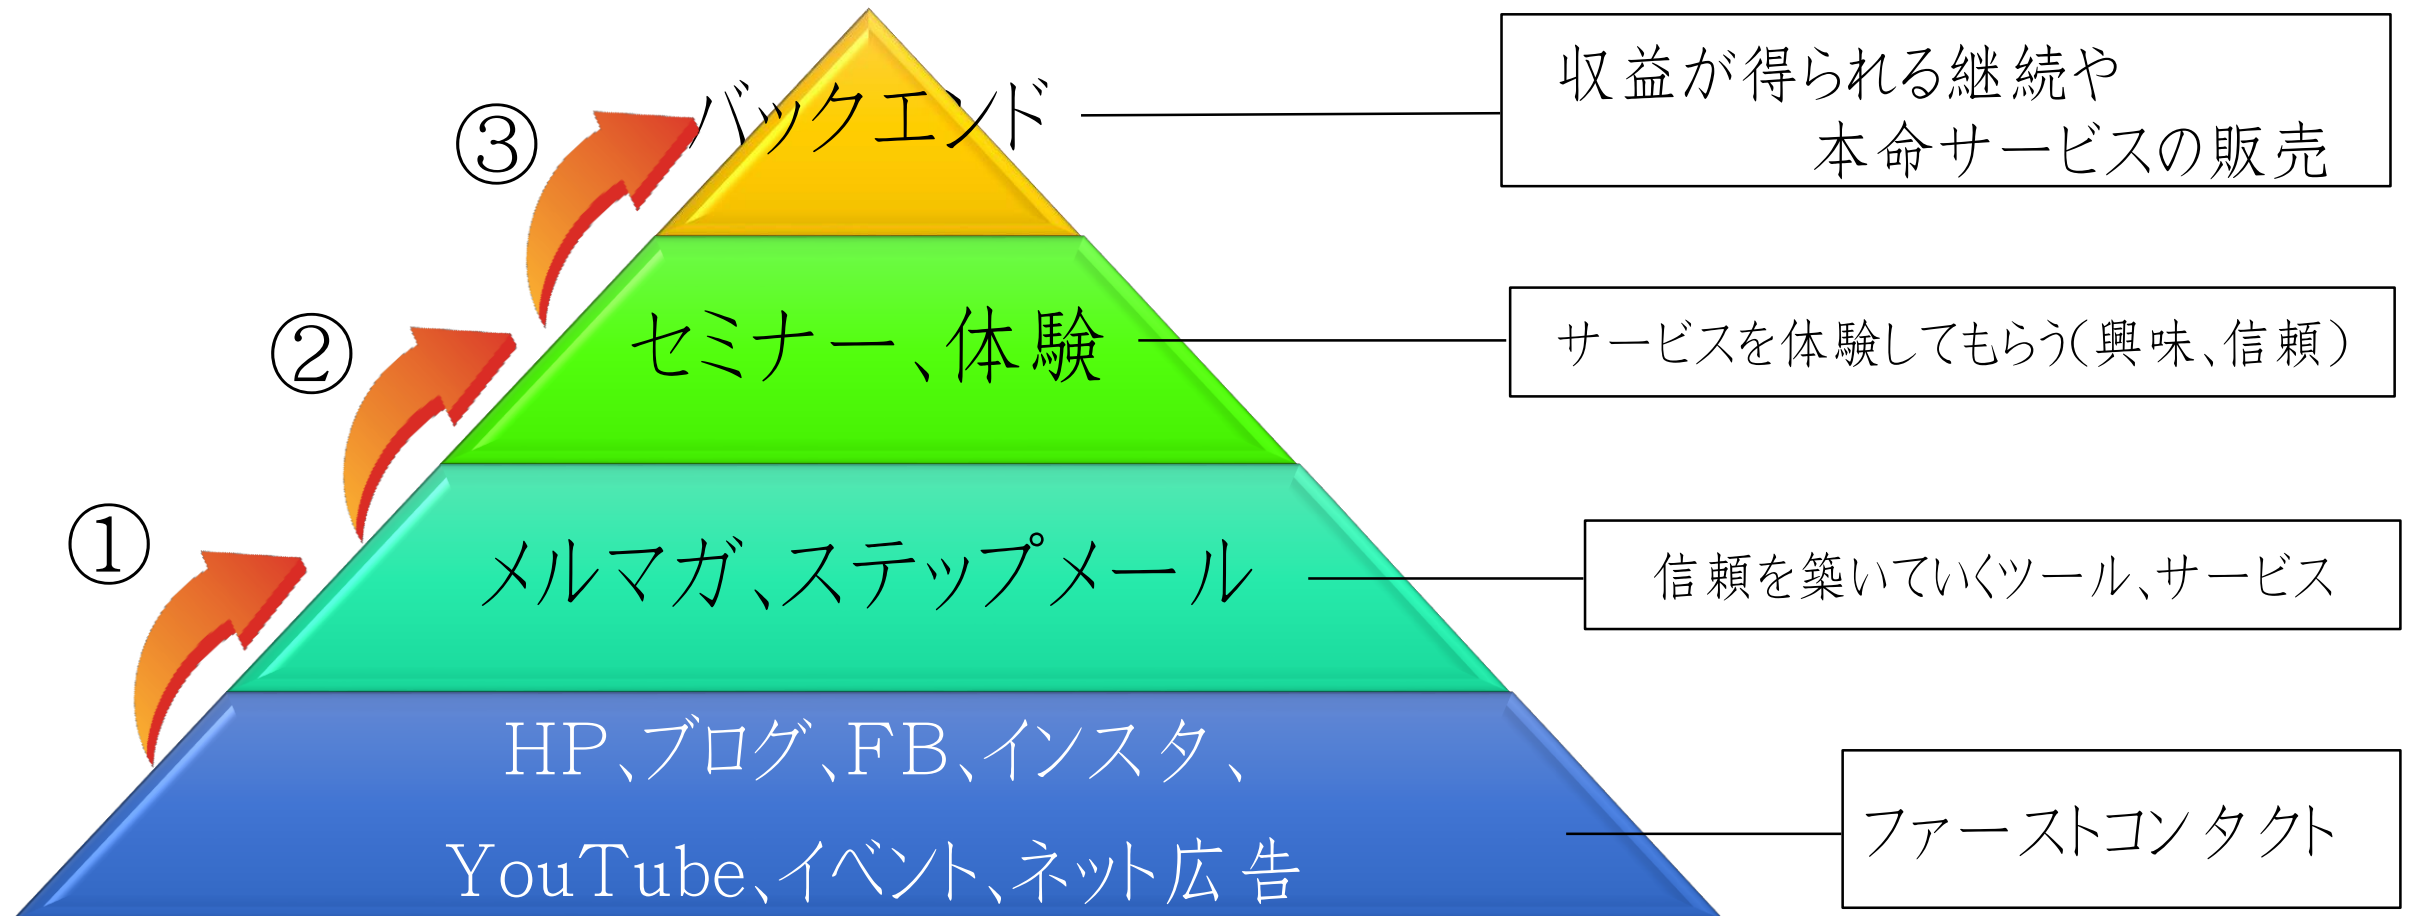 バックエンド
収益が得られる継続や
本命サービスの販売
③
セミナー、体験
サービスを体験してもらう(興味、信頼)
②
メルマガ、ステップメール
信頼を築いていくツール、サービス
①
HP、ブログ、FB、インスタ、
YouTube、イベント、ネット広告
ファーストコンタクト